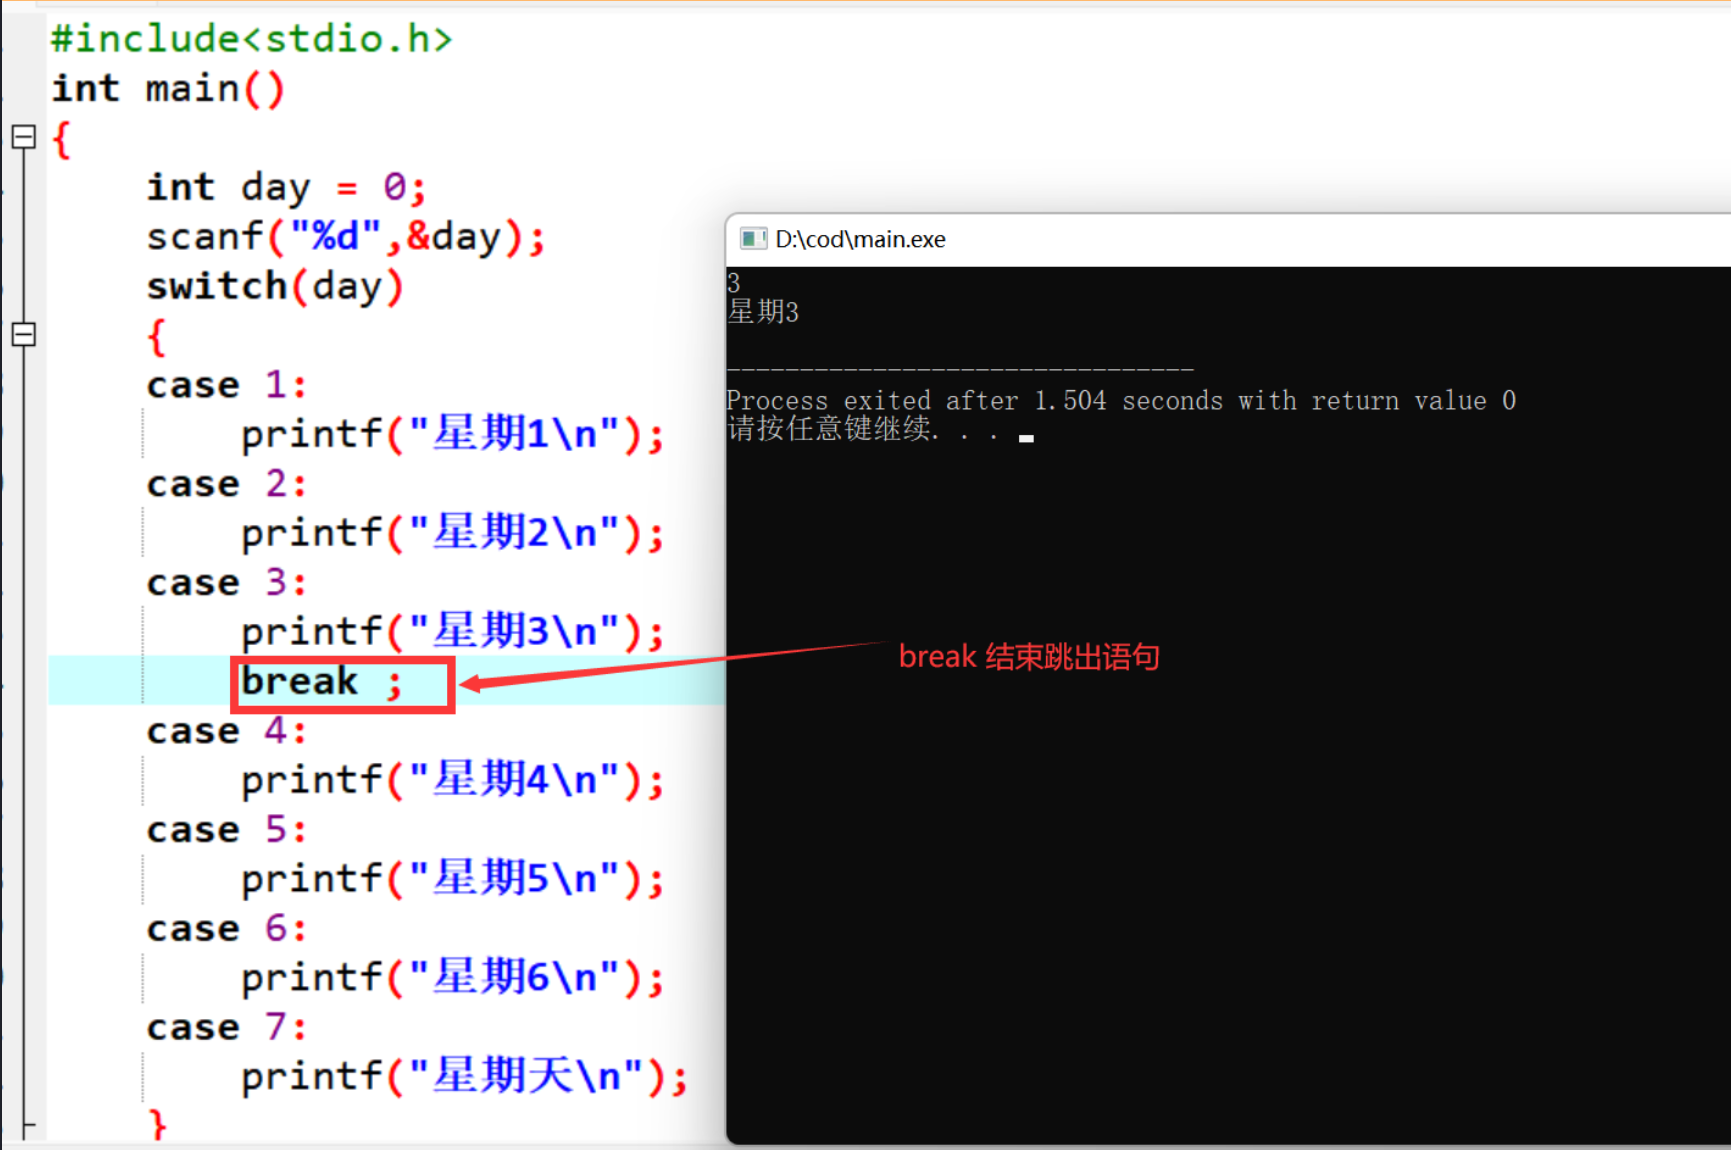 #include<stdio.h>
int main()
{
int day = 0;
scanf("%d",&day);
switch(day)
{
case 1:
printf("星期1\n");
case 2:
printf("星期2\n");
case 3:
printf("星期3\n");
break ;
case 4:
printf("星期4\n");
case 5:
printf("星期5\n");
case 6:
printf("星期6\n");
case 7:
printf("星期天\n");
}
D:\cod\main.exe
3
星期3
--------------------------------
Process exited after 1.504 seconds with return value 0
请按任意键继续. . .
break 结束跳出语句